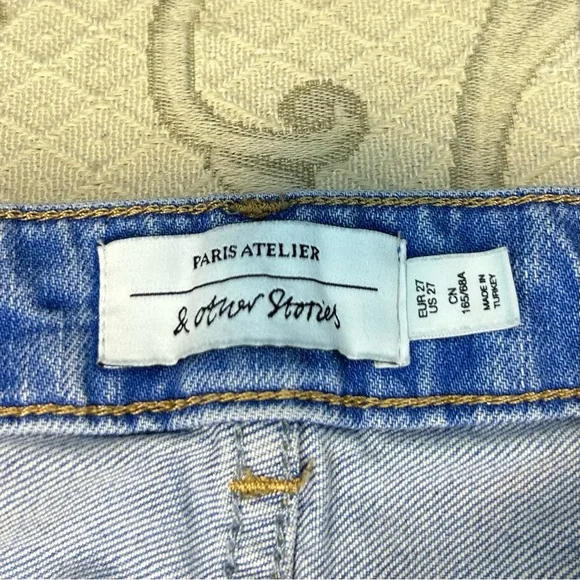 PARIS ATELIER
& other Stories
EUR 27
US 27
CN
165/68A
MADE IN
TURKEY